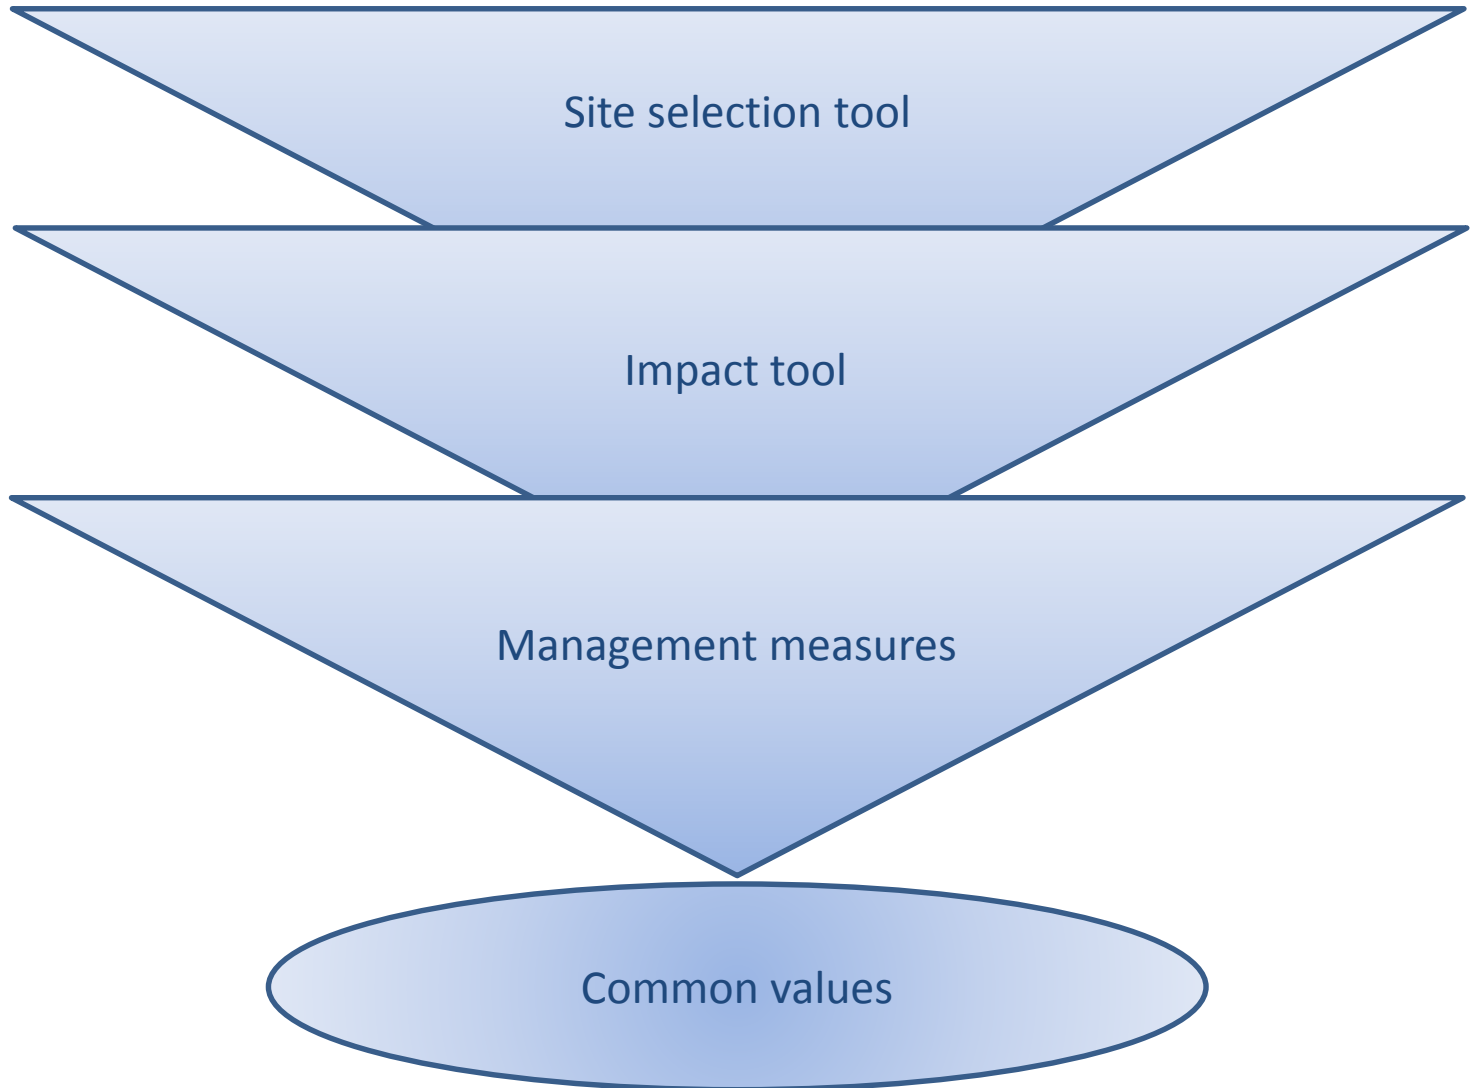 Site selection tool
Impact tool
Management measures
Common values